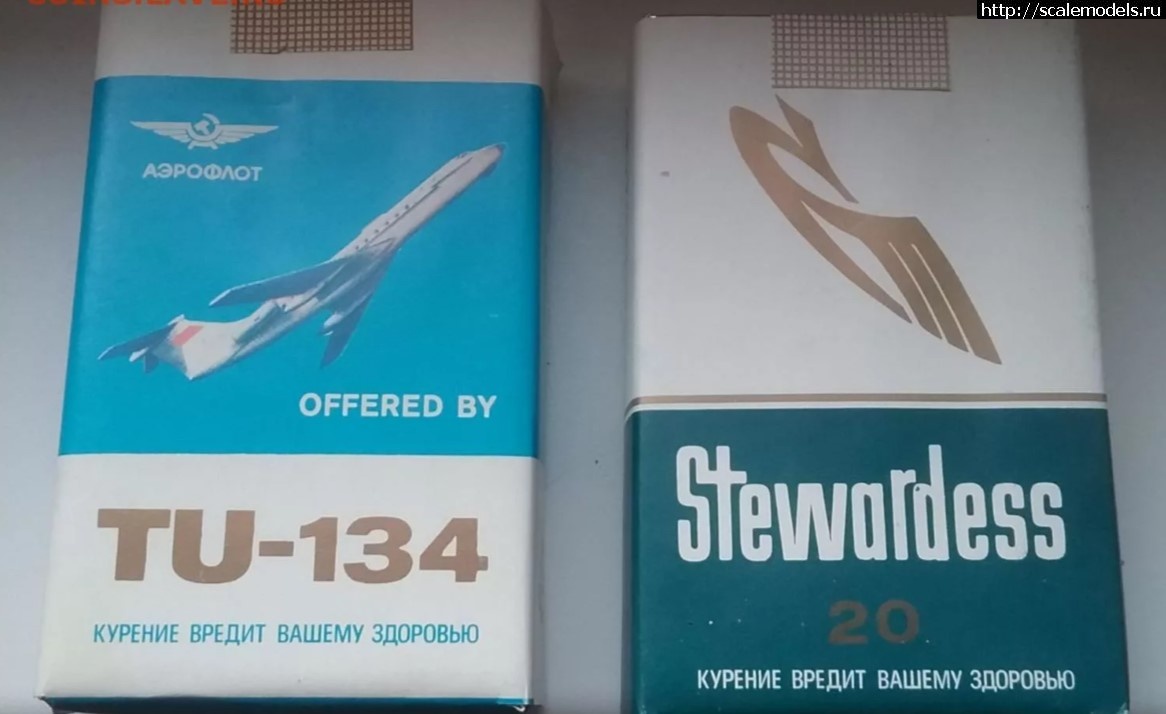 http://scalemodels.ru
АЭРОФЛОТ
OFFERED BY
TU-134
КУРЕНИЕ ВРЕДИТ ВАШЕМУ ЗДОРОВЬЮ
Stewardess
20
КУРЕНИЕ ВРЕДИТ ВАШЕМУ ЗДОРОВЬЮ